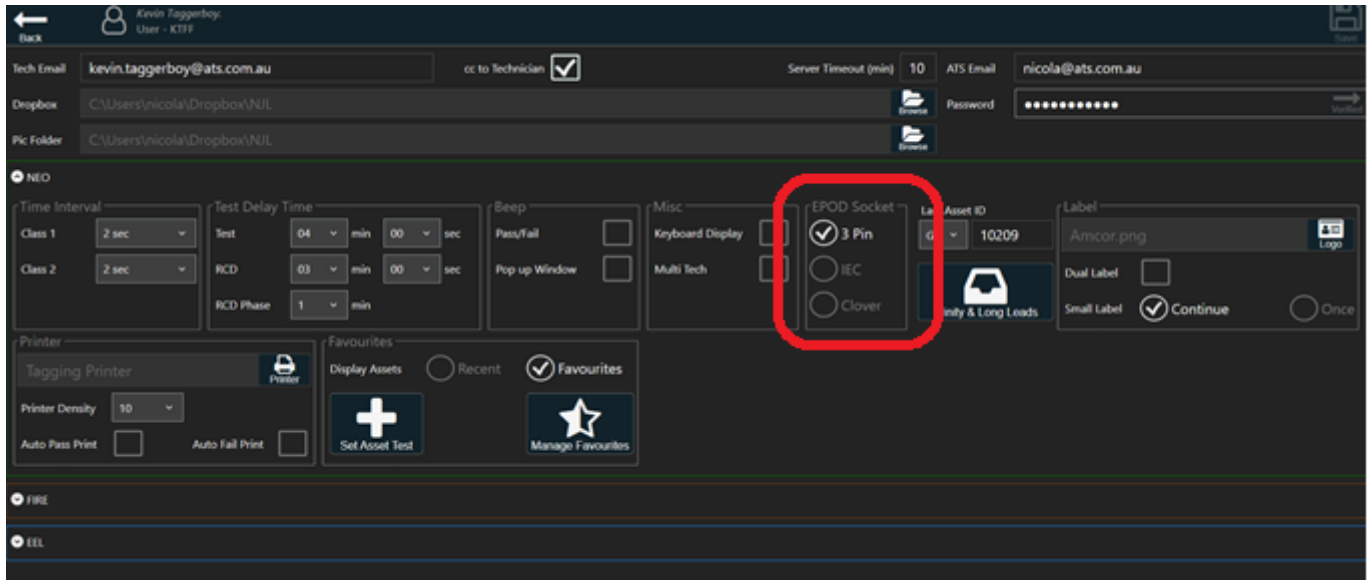 Kevin Taggerboy.
User - KTFF
Back
Save
Tech Email kevin.taggerboy@ats.com.au cc to Technician Server Timeout (min) 10 ATS Email nicola@ats.com.au
Dropbox C:\Users\nicola\Dropbox\NJL Browse Password ●●●●●●●●●●● Verified
Pic Folder C:\Users\nicola\Dropbox\NJL Browse
NEO
Time Interval
Class 1 2 sec
Class 2 2 sec
Test Delay Time
Test 04 min 00 sec
RCD 03 min 00 sec
RCD Phase 1 min
Beep
Pass/Fail
Pop up Window
Misc
Keyboard Display
Multi Tech
EPOD Socket
3 Pin
IEC
Clover
Asset ID
10209
& Long Leads
Label
Amcor.png Logo
Dual Label
Small Label Continue Once
Printer
Tagging Printer Printer
Printer Density 10
Auto Pass Print Auto Fail Print
Favourites
Display Assets Recent Favourites
Set Asset Test Manage Favourites
FIRE
EEL